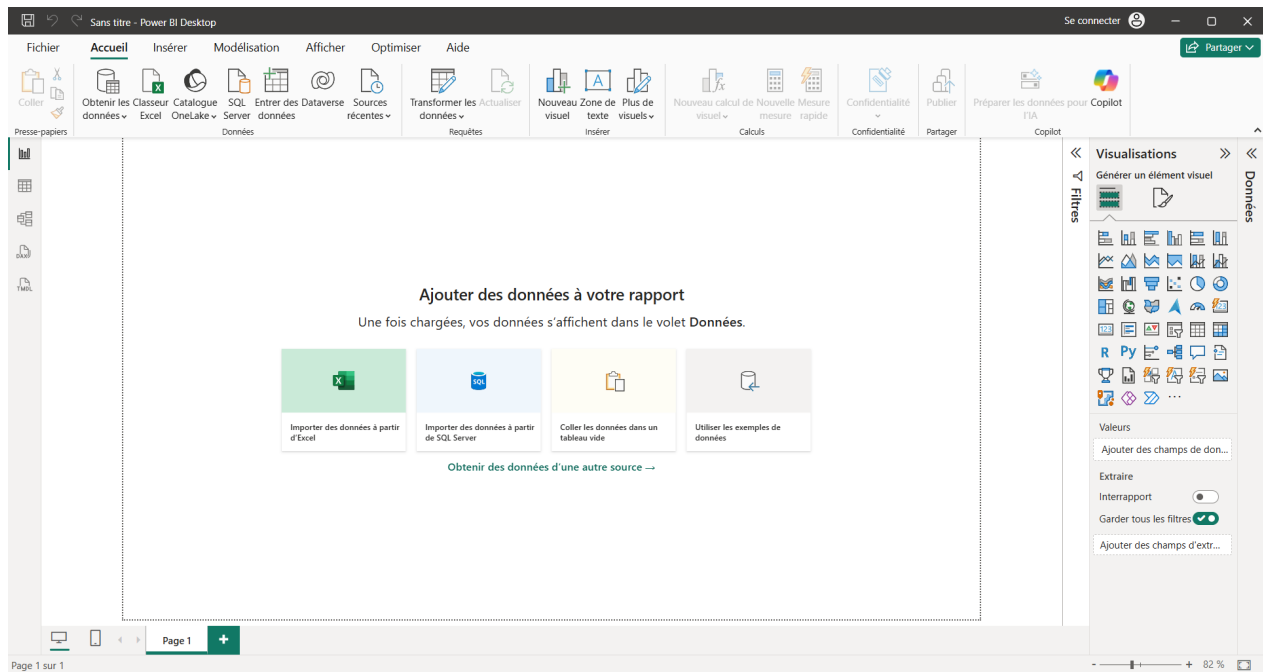 Sans titre - Power BI Desktop
Se connecter
Fichier Accueil Insérer Modélisation Afficher Optimiser Aide
Partager
Coller
Presse-papiers
Obtenir les données
Classeur Excel
Catalogue OneLake
SQL Server
Entrer des données
Dataverse
Sources récentes
Données
Transformer les données
Actualiser
Requêtes
Nouveau visuel
Zone de texte
Plus de visuels
Insérer
Nouveau calcul de visuel
Nouvelle mesure
Mesure rapide
Calculs
Confidentialité
Confidentialité
Publier
Partager
Préparer les données pour l'IA
Copilot
Copilot
DAX
TMDL
Ajouter des données à votre rapport
Une fois chargées, vos données s'affichent dans le volet Données.
X
SQL
Importer des données à partir
d'Excel
Importer des données à partir
de SQL Server
Coller les données dans un
tableau vide
Utiliser les exemples de
données
Obtenir des données d'une autre source →
Filtres
Visualisations
Générer un élément visuel
123
R Py
Valeurs
Ajouter des champs de don...
Extraire
Interrapport
Garder tous les filtres
Ajouter des champs d'extr...
Données
Page 1
Page 1 sur 1
82 %